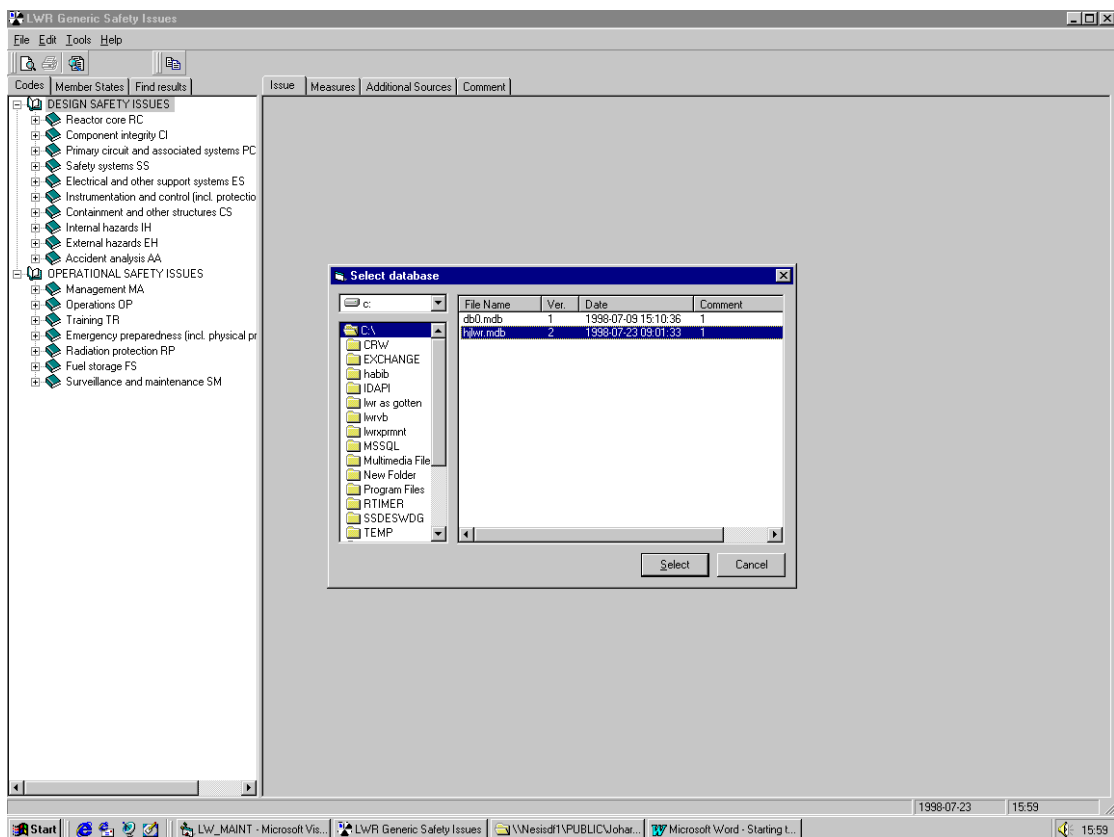 LWR Generic Safety Issues
File Edit Tools Help
Codes Member States Find results Issue Measures Additional Sources Comment
DESIGN SAFETY ISSUES
Reactor core RC
Component integrity CI
Primary circuit and associated systems PC
Safety systems SS
Electrical and other support systems ES
Instrumentation and control (incl. protectio
Containment and other structures CS
Internal hazards IH
External hazards EH
Accident analysis AA
OPERATIONAL SAFETY ISSUES
Management MA
Operations OP
Training TR
Emergency preparedness (incl. physical pr
Radiation protection RP
Fuel storage FS
Surveillance and maintenance SM
Select database
c:
C:\
CRW
EXCHANGE
habib
IDAPI
lwr as gotten
lwrvb
lwrxprmnt
MSSQL
Multimedia File
New Folder
Program Files
RTIMER
SSDESWDG
TEMP
File Name Ver. Date Comment
db0.mdb 1 1998-07-09 15:10:36 1
2 1998-07-23 09:01:33 1
Select Cancel
1998-07-23 15:59
Start LW_MAINT - Microsoft Vis... LWR Generic Safety Issues \\Nesisdf1\PUBLIC\Johar... Microsoft Word - Starting t... 15:59